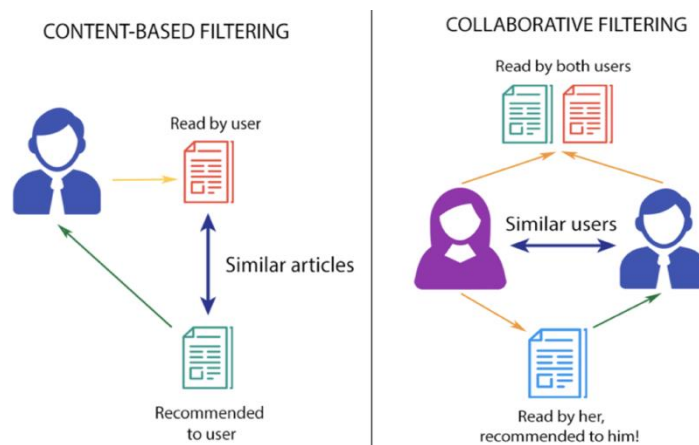 CONTENT-BASED FILTERING
Read by user
Similar articles
Recommended
to user
COLLABORATIVE FILTERING
Read by both users
Similar users
Read by her,
recommended to him!